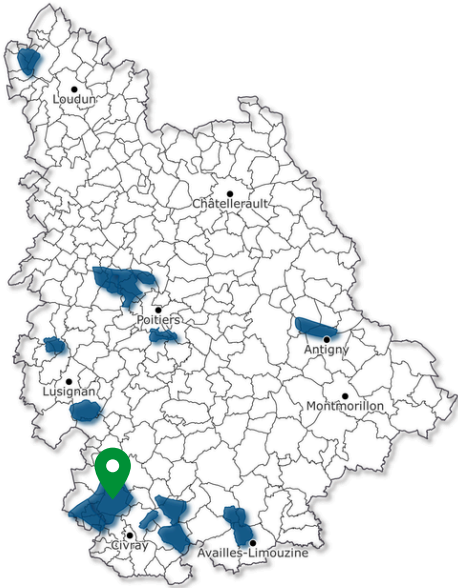 Loudun
Châtellerault
Poitiers
Antigny
Lusignan
Montmorillon
Civray
Availles-Limouzine